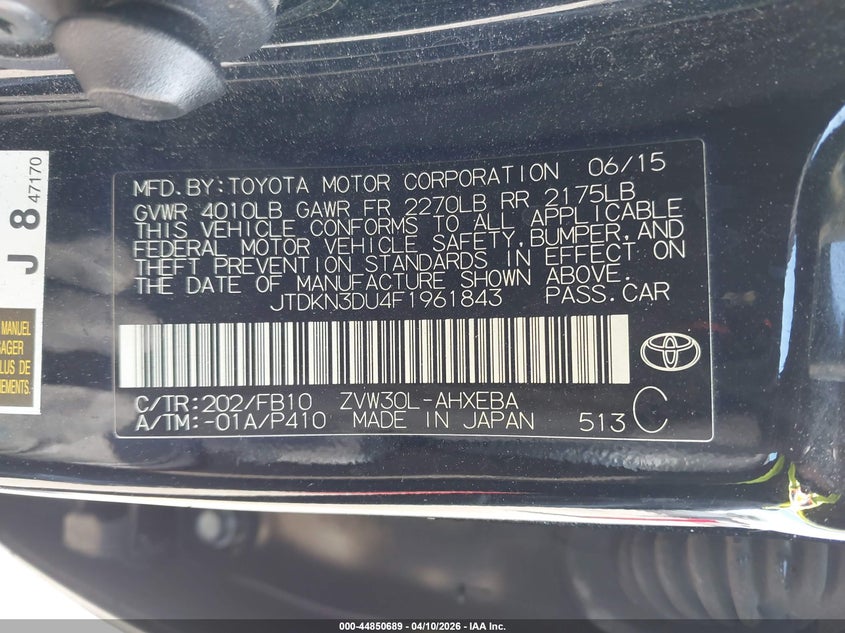 MFD.BY:TOYOTA MOTOR CORPORATION 06/15
GVWR 4010LB GAWR FR 2270LB RR 2175LB
THIS VEHICLE CONFORMS TO ALL APPLICABLE
FEDERAL MOTOR VEHICLE SAFETY,BUMPER,AND
THEFT PREVENTION STANDARDS IN EFFECT ON
THE DATE OF MANUFACTURE SHOWN ABOVE.
JTDKN3DU4F1961843 PASS.CAR
C/TR:202/FB10 ZVW30L-AHXEBA
A/TM:-01A/P410 MADE IN JAPAN 513 C
J 8 47170
MANUEL
PLUS DE
000-44850689 - 04/10/2026 - IAA Inc.